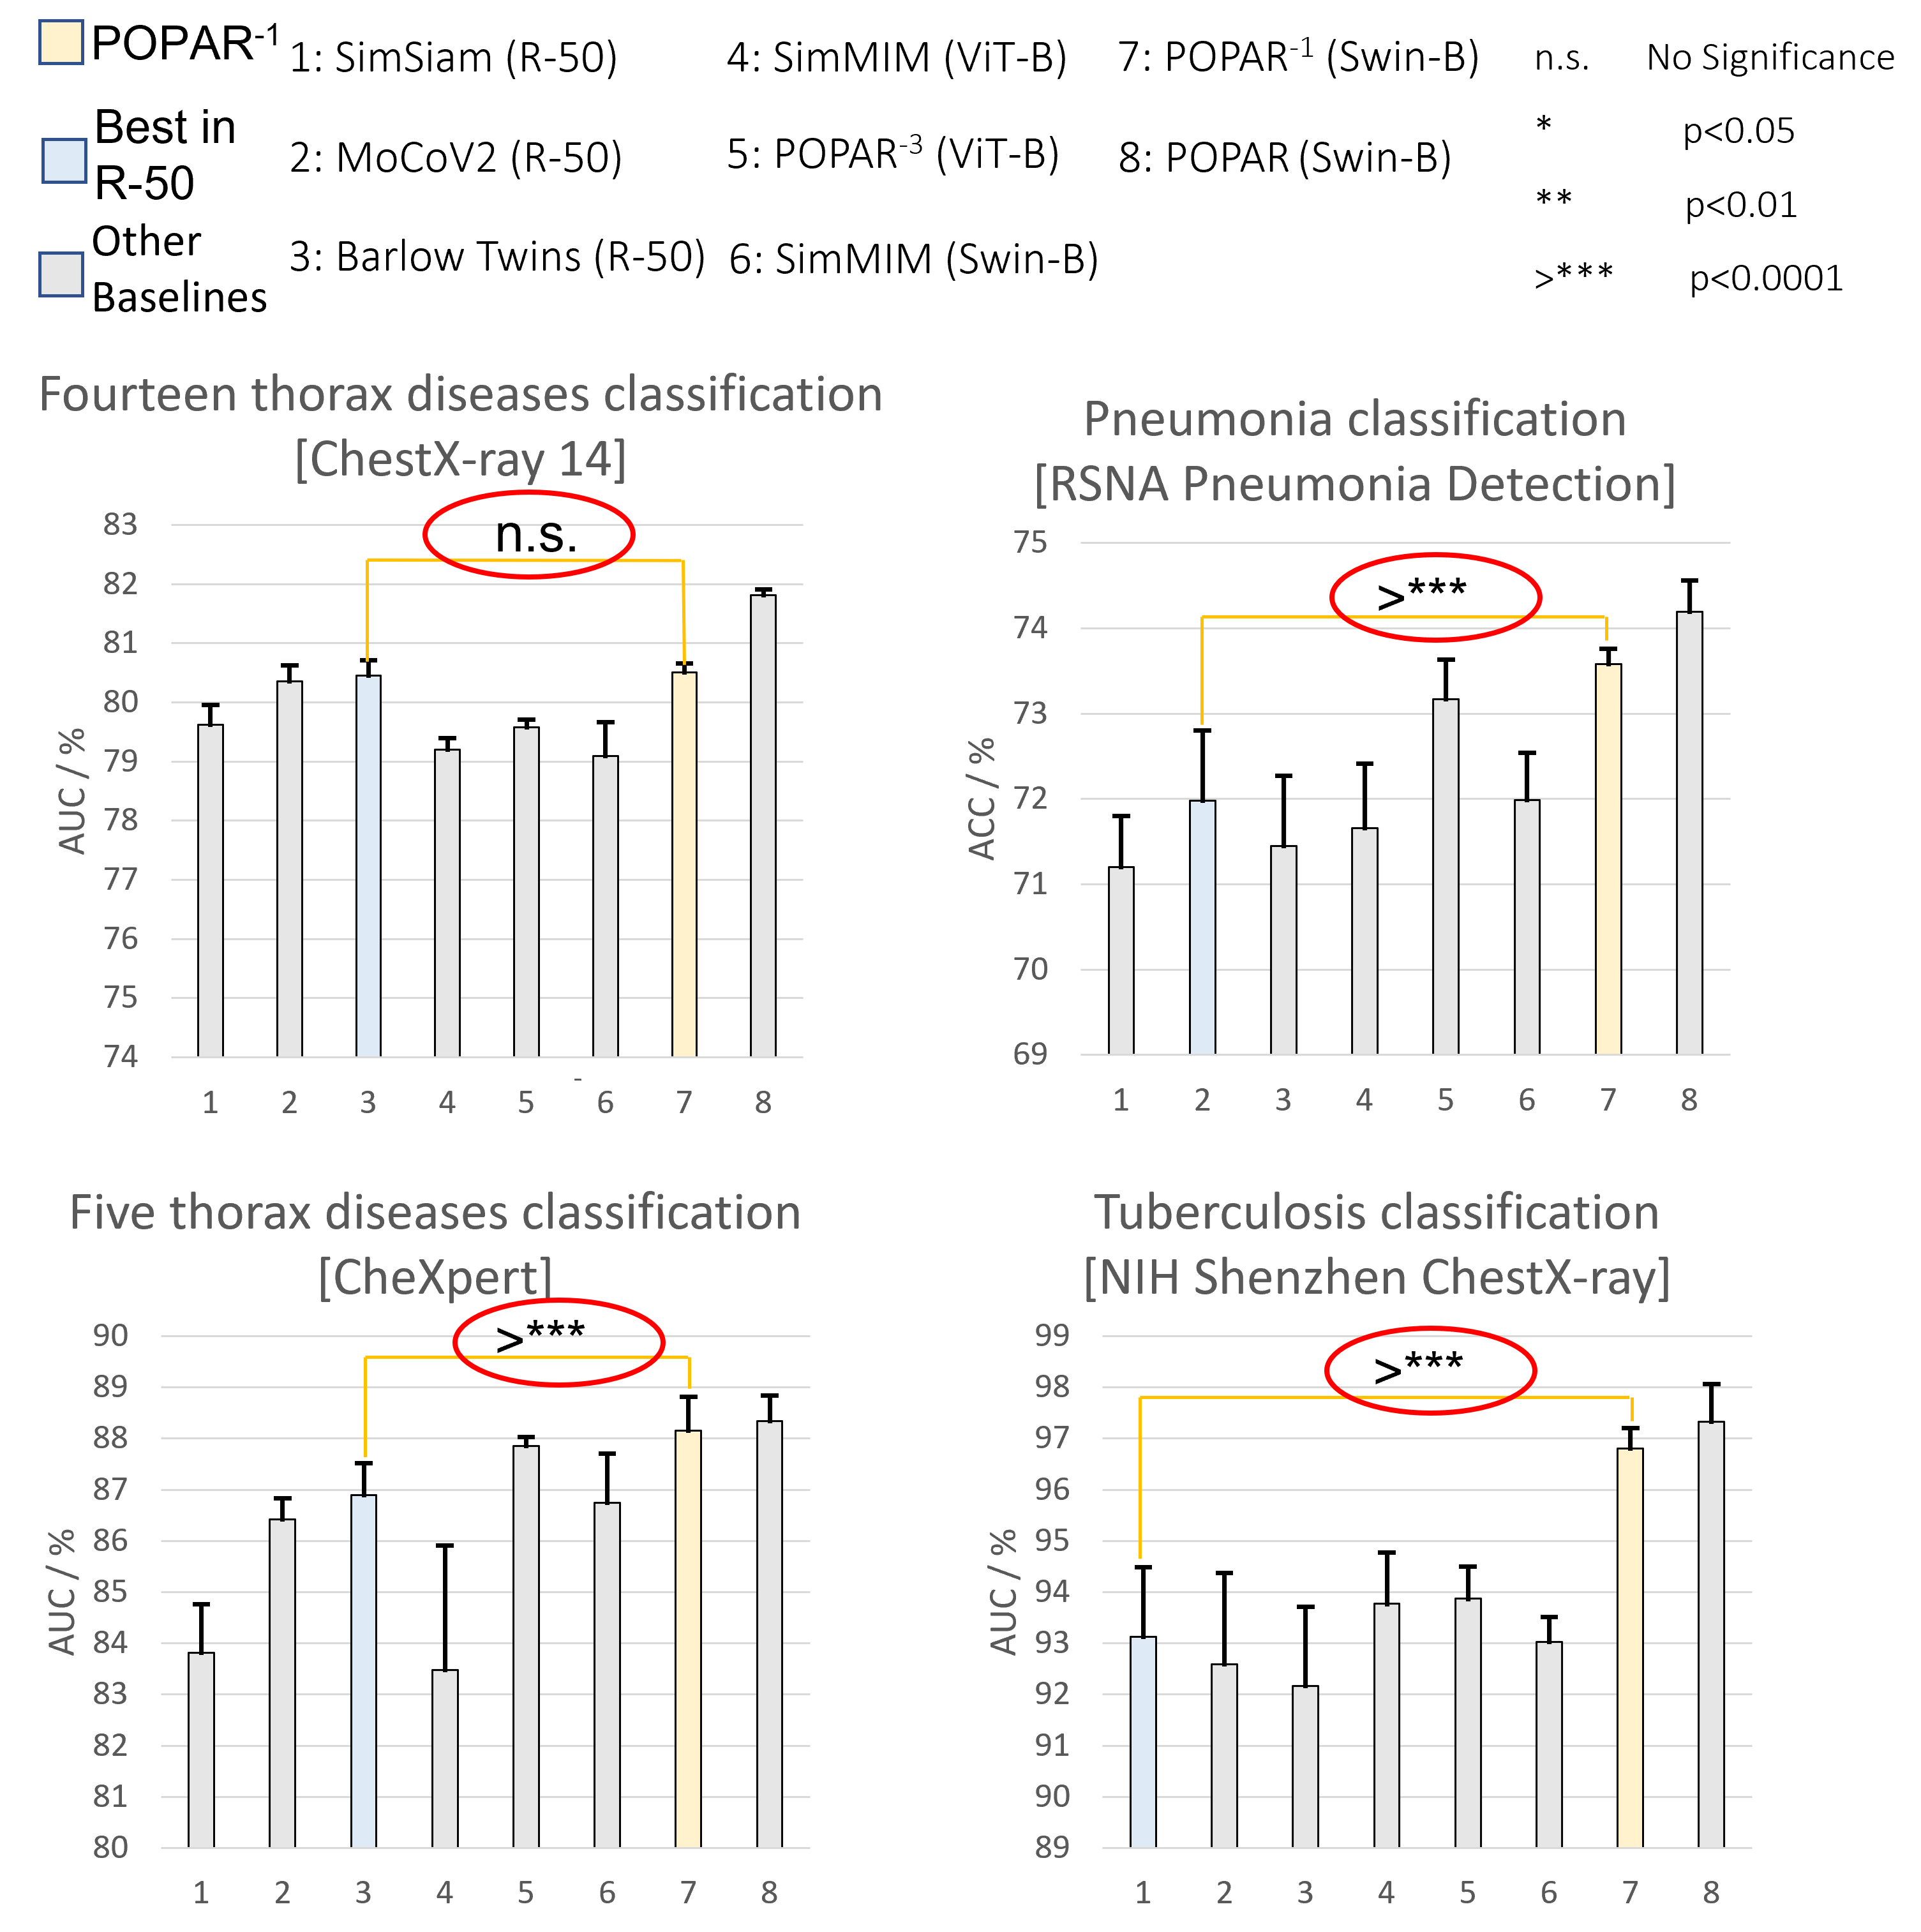 POPAR-1
Best in
R-50
Other
Baselines
1: SimSiam (R-50)
2: MoCoV2 (R-50)
3: Barlow Twins (R-50)
4: SimMIM (ViT-B)
5: POPAR-3 (ViT-B)
6: SimMIM (Swin-B)
7: POPAR-1 (Swin-B)
8: POPAR (Swin-B)
n.s. No Significance
* p<0.05
** p<0.01
>*** p<0.0001
Fourteen thorax diseases classification
[ChestX-ray 14]
n.s.
AUC / %
83
82
81
80
79
78
77
76
75
74
-
1 2 3 4 5 6 7 8
Pneumonia classification
[RSNA Pneumonia Detection]
>***
ACC / %
75
74
73
72
71
70
69
1 2 3 4 5 6 7 8
Five thorax diseases classification
[CheXpert]
>***
AUC / %
90
89
88
87
86
85
84
83
82
81
80
1 2 3 4 5 6 7 8
Tuberculosis classification
[NIH Shenzhen ChestX-ray]
>***
AUC / %
99
98
97
96
95
94
93
92
91
90
89
1 2 3 4 5 6 7 8